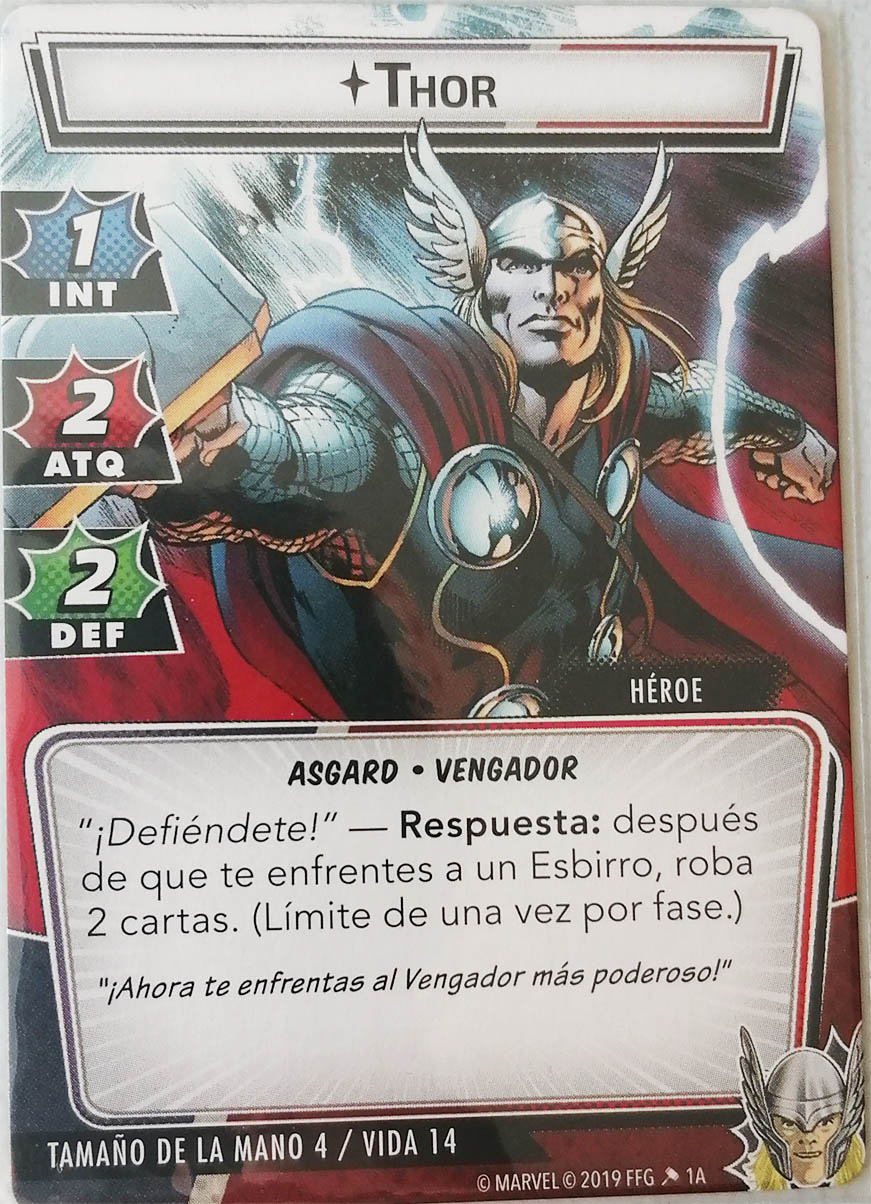 THOR
1
INT
2
ATQ
2
DEF
HÉROE
ASGARD • VENGADOR
"¡Defiéndete!" — Respuesta: después
de que te enfrentes a un Esbirro, roba
2 cartas. (Límite de una vez por fase.)
"¡Ahora te enfrentas al Vengador más poderoso!"
TAMAÑO DE LA MANO 4 / VIDA 14
© MARVEL © 2019 FFG 1A